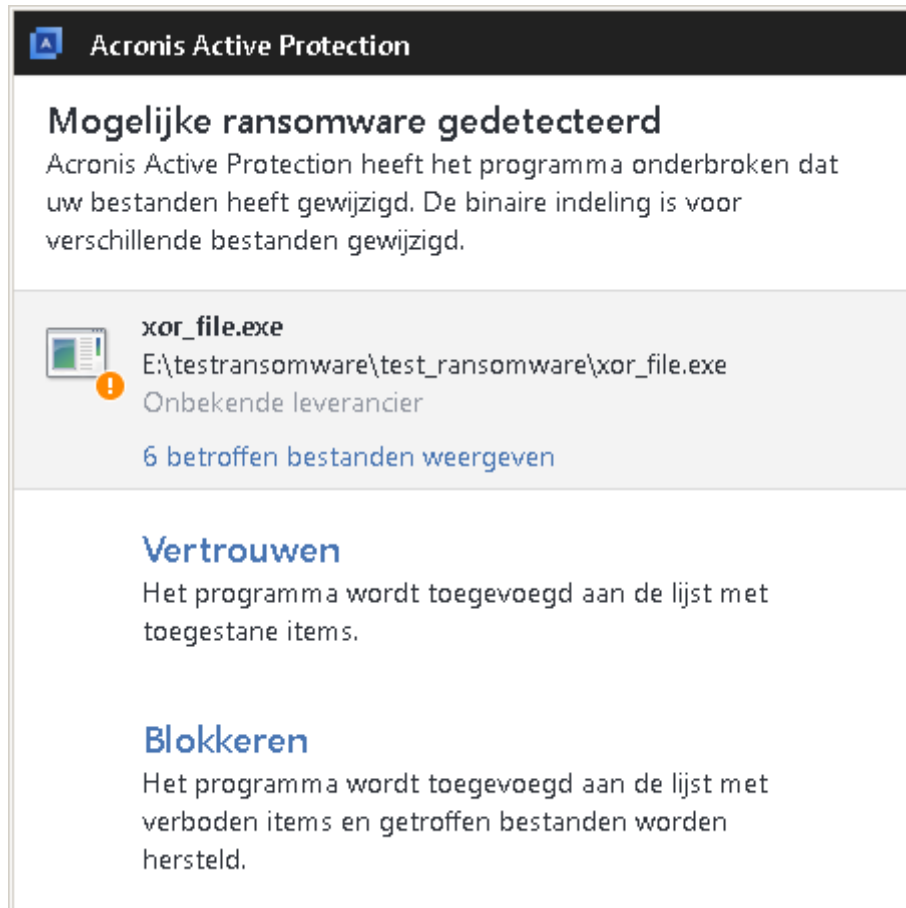 Acronis Active Protection
Mogelijke ransomware gedetecteerd
Acronis Active Protection heeft het programma onderbroken dat
uw bestanden heeft gewijzigd. De binaire indeling is voor
verschillende bestanden gewijzigd.
xor_file.exe
E:\testransomware\test_ransomware\xor_file.exe
Onbekende leverancier
6 betroffen bestanden weergeven
Vertrouwen
Het programma wordt toegevoegd aan de lijst met
toegestane items.
Blokkeren
Het programma wordt toegevoegd aan de lijst met
verboden items en getroffen bestanden worden
hersteld.